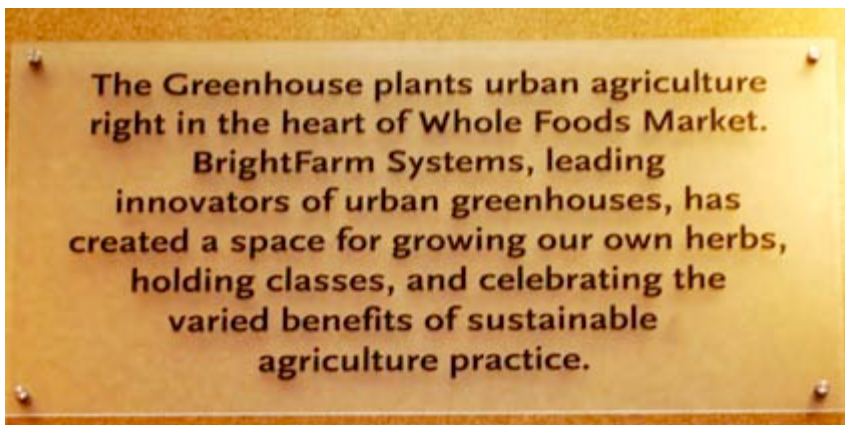 The Greenhouse plants urban agriculture
right in the heart of Whole Foods Market.
BrightFarm Systems, leading
innovators of urban greenhouses, has
created a space for growing our own herbs,
holding classes, and celebrating the
varied benefits of sustainable
agriculture practice.